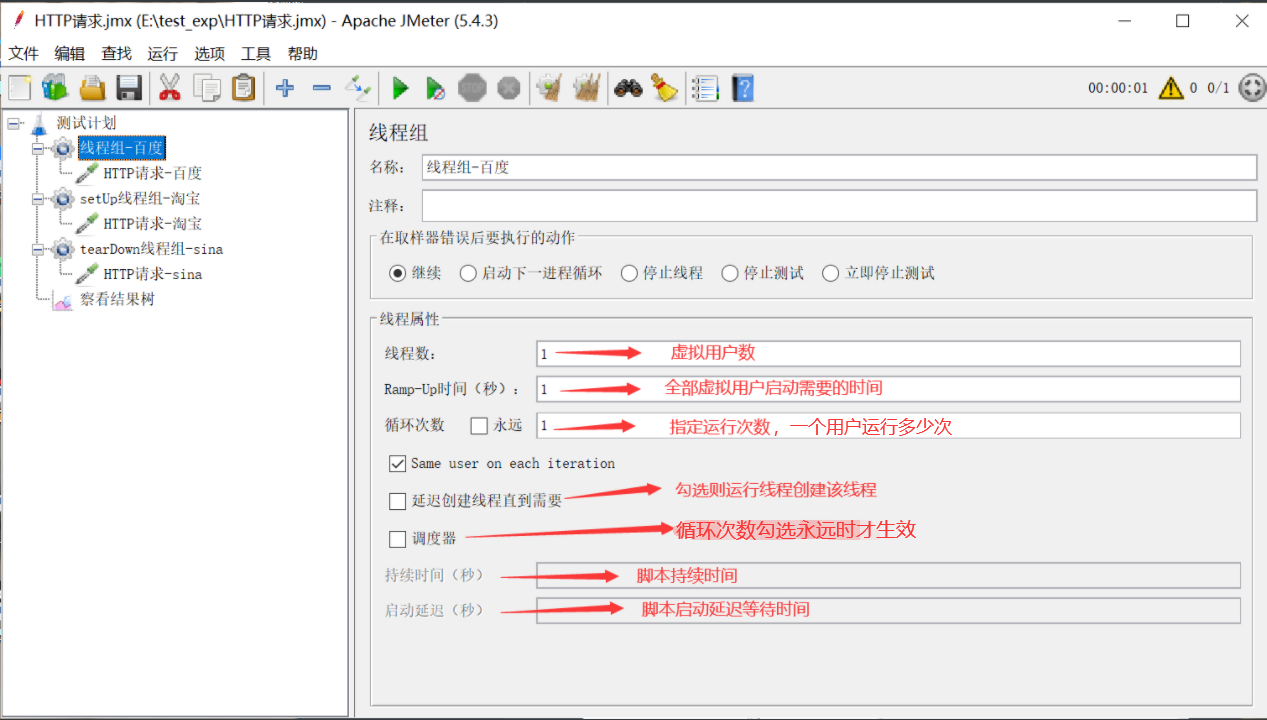 HTTP请求.jmx (E:\test_exp\HTTP请求.jmx) - Apache JMeter (5.4.3)
文件 编辑 查找 运行 选项 工具 帮助
STOP
00:00:01 0 0/1
测试计划
线程组-百度
HTTP请求-百度
setUp线程组-淘宝
HTTP请求-淘宝
tearDown线程组-sina
HTTP请求-sina
察看结果树
线程组
名称： 线程组-百度
注释：
在取样器错误后要执行的动作
继续 启动下一进程循环 停止线程 停止测试 立即停止测试
线程属性
线程数： 1 虚拟用户数
Ramp-Up时间（秒）： 1 全部虚拟用户启动需要的时间
循环次数 永远 1 指定运行次数，一个用户运行多少次
Same user on each iteration
延迟创建线程直到需要 勾选则运行线程创建该线程
调度器 循环次数勾选永远时才生效
持续时间（秒） 脚本持续时间
启动延迟（秒） 脚本启动延迟等待时间